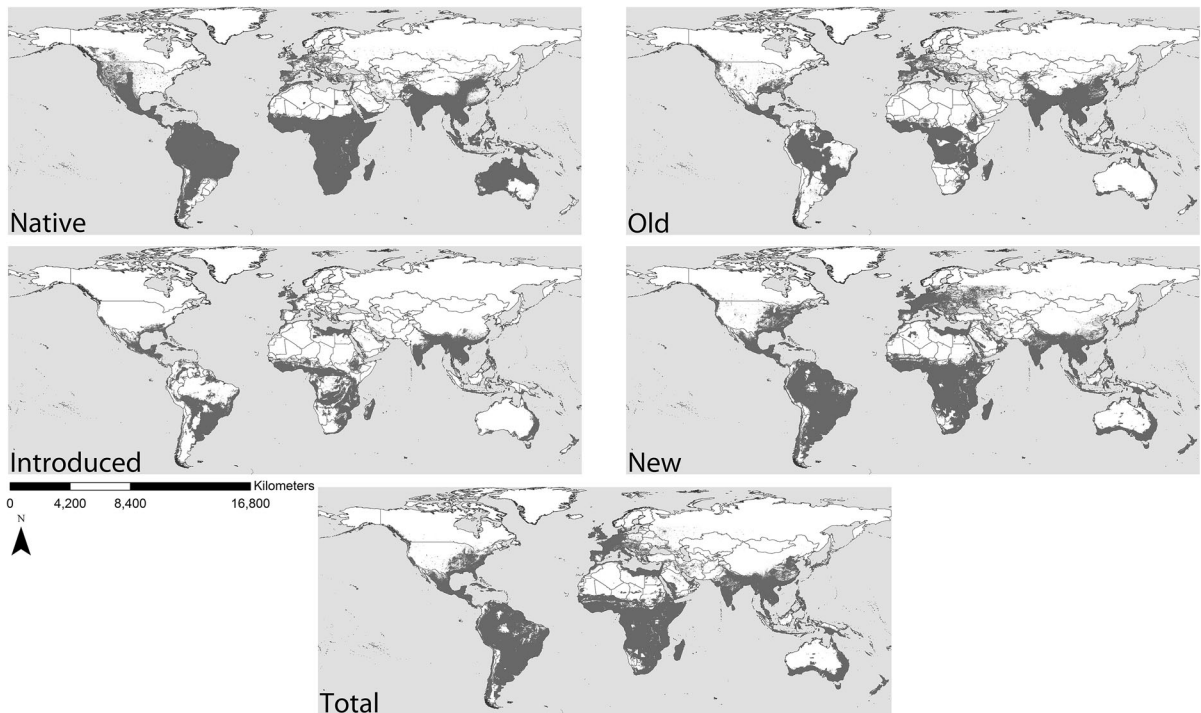 Native
Old
Introduced
New
Kilometers
0 4,200 8,400 16,800
N
Total